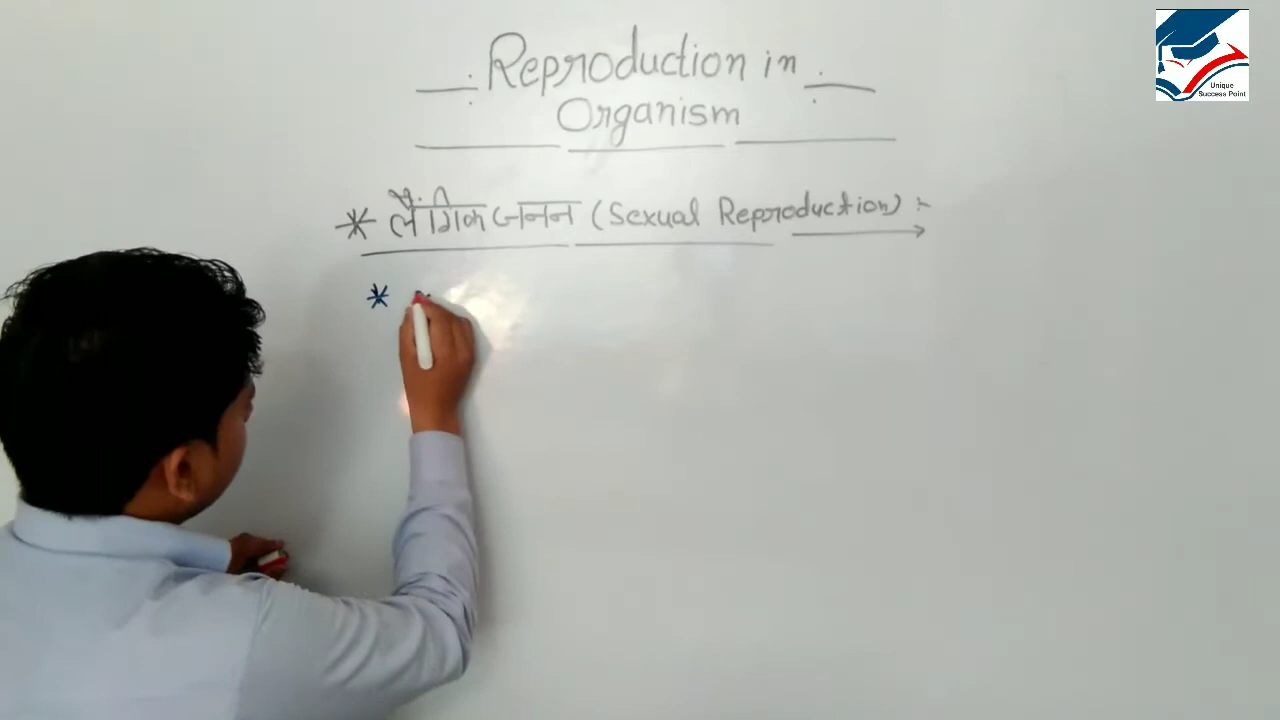 Reproduction in
Organism
* लैंगिक जनन (Sexual Reproduction) :-
*
Unique
Success Point